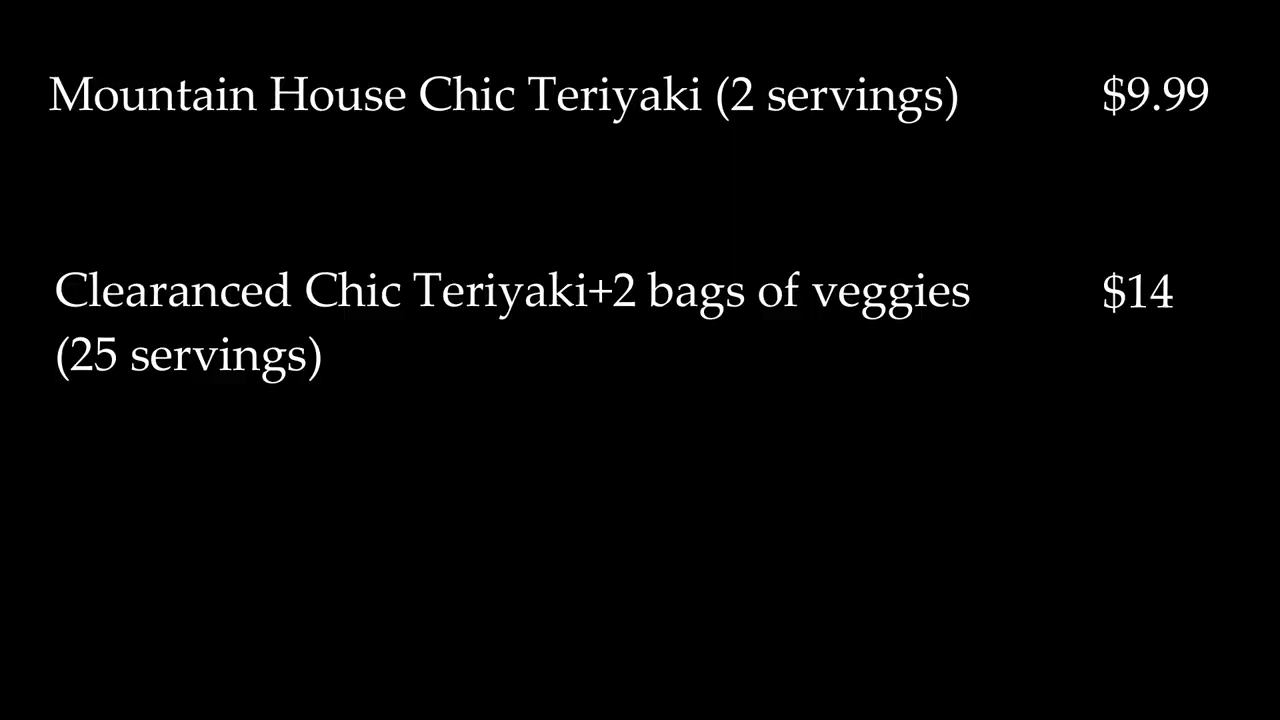 Mountain House Chic Teriyaki (2 servings) $9.99
Clearanced Chic Teriyaki+2 bags of veggies $14
(25 servings)